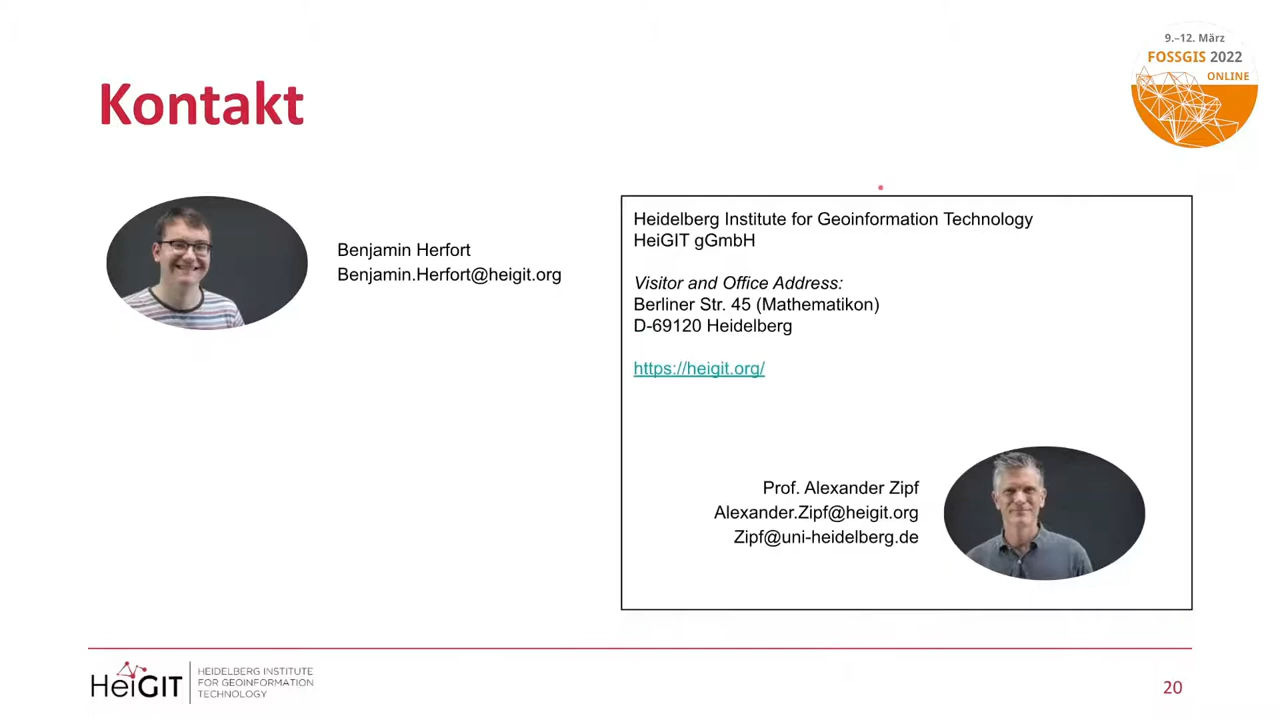 9.–12. März
FOSSGIS 2022
ONLINE
Kontakt
Benjamin Herfort
Benjamin.Herfort@heigit.org
Heidelberg Institute for Geoinformation Technology
HeiGIT gGmbH
Visitor and Office Address:
Berliner Str. 45 (Mathematikon)
D-69120 Heidelberg
https://heigit.org/
Prof. Alexander Zipf
Alexander.Zipf@heigit.org
Zipf@uni-heidelberg.de
HeiGIT
HEIDELBERG INSTITUTE
FOR GEOINFORMATION
TECHNOLOGY
20